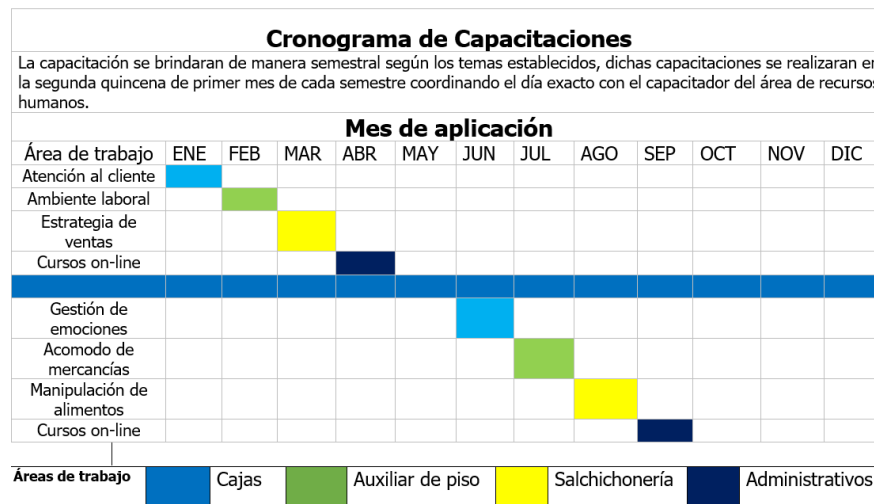 Cronograma de Capacitaciones
La capacitación se brindaran de manera semestral según los temas establecidos, dichas capacitaciones se realizaran en
la segunda quincena de primer mes de cada semestre coordinando el día exacto con el capacitador del área de recursos
humanos.
Mes de aplicación
Área de trabajo ENE FEB MAR ABR MAY JUN JUL AGO SEP OCT NOV DIC
Atención al cliente
Ambiente laboral
Estrategia de
ventas
Cursos on-line
Gestión de
emociones
Acomodo de
mercancías
Manipulación de
alimentos
Cursos on-line
Áreas de trabajo Cajas Auxiliar de piso Salchichonería Administrativos